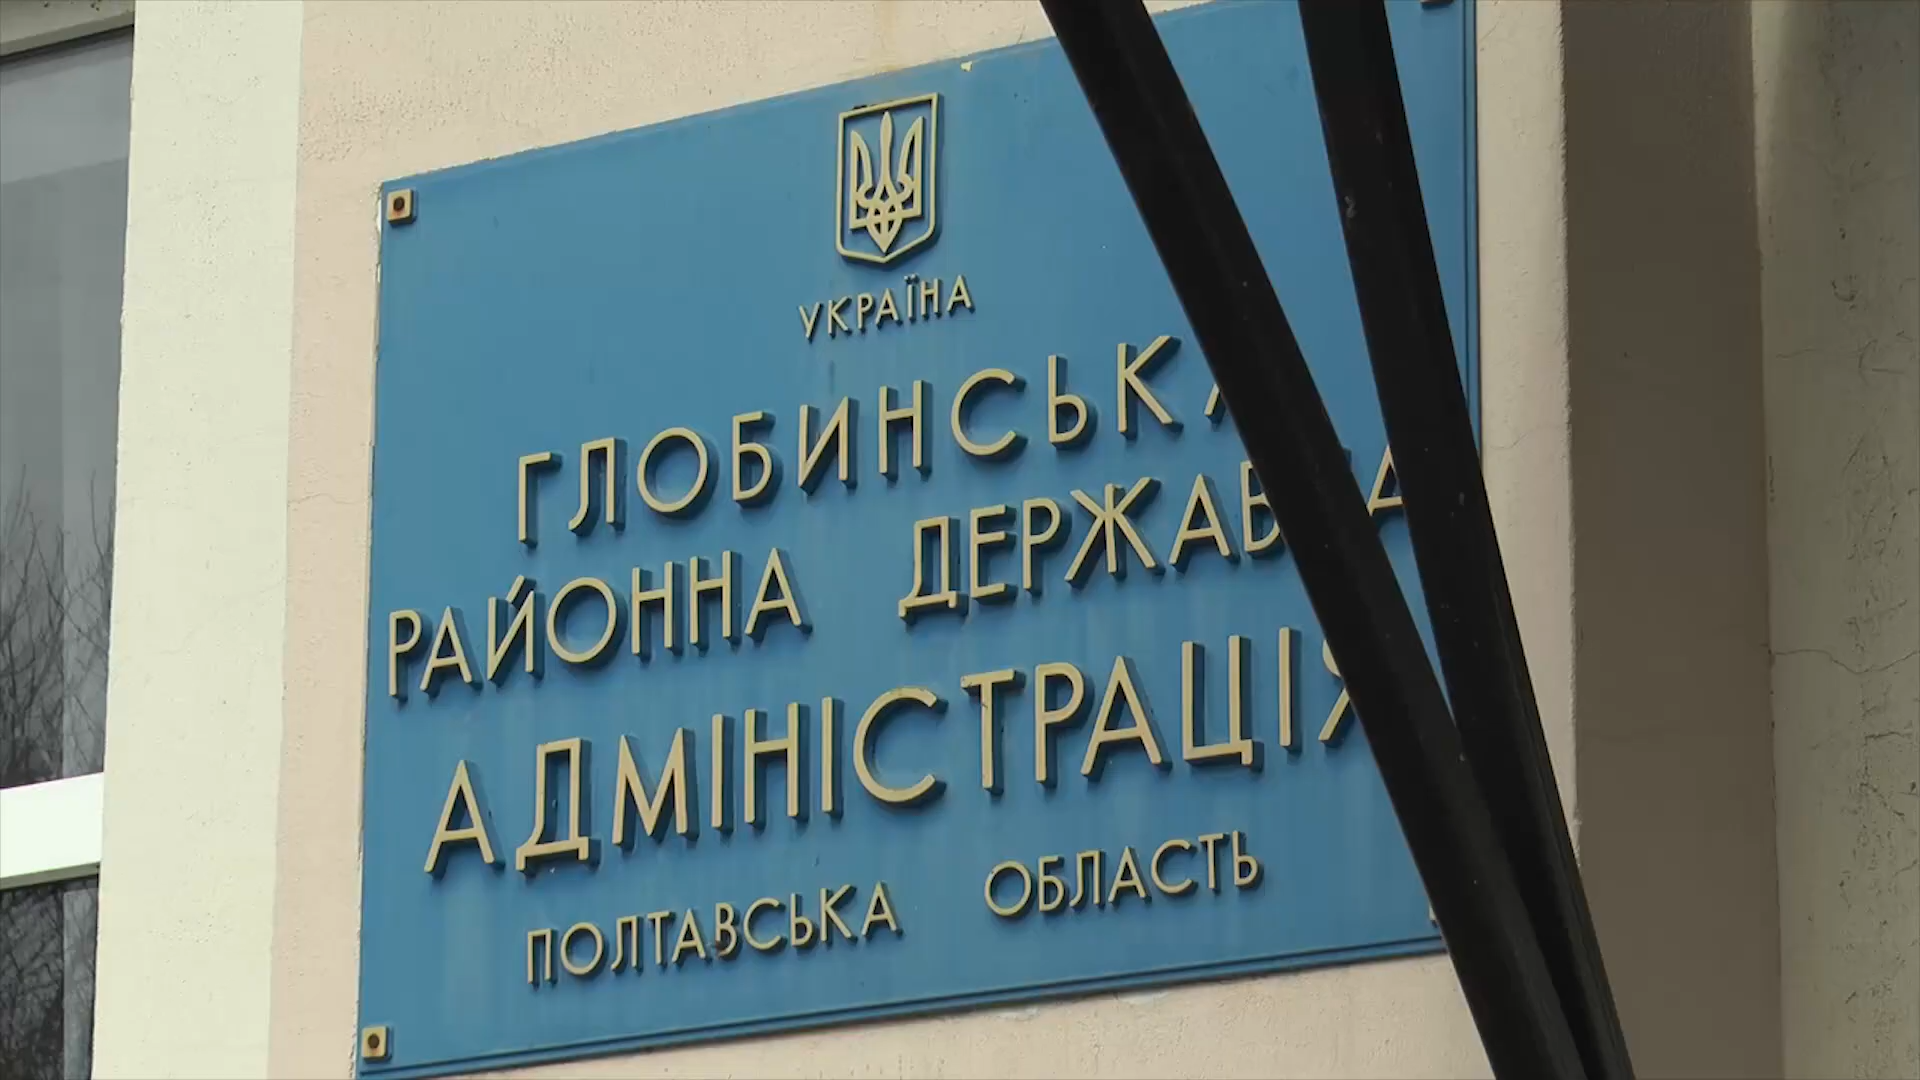 УКРАЇНА
ГЛОБИНСЬКА
РАЙОННА ДЕРЖАВНА
АДМІНІСТРАЦІЯ
ПОЛТАВСЬКА ОБЛАСТЬ